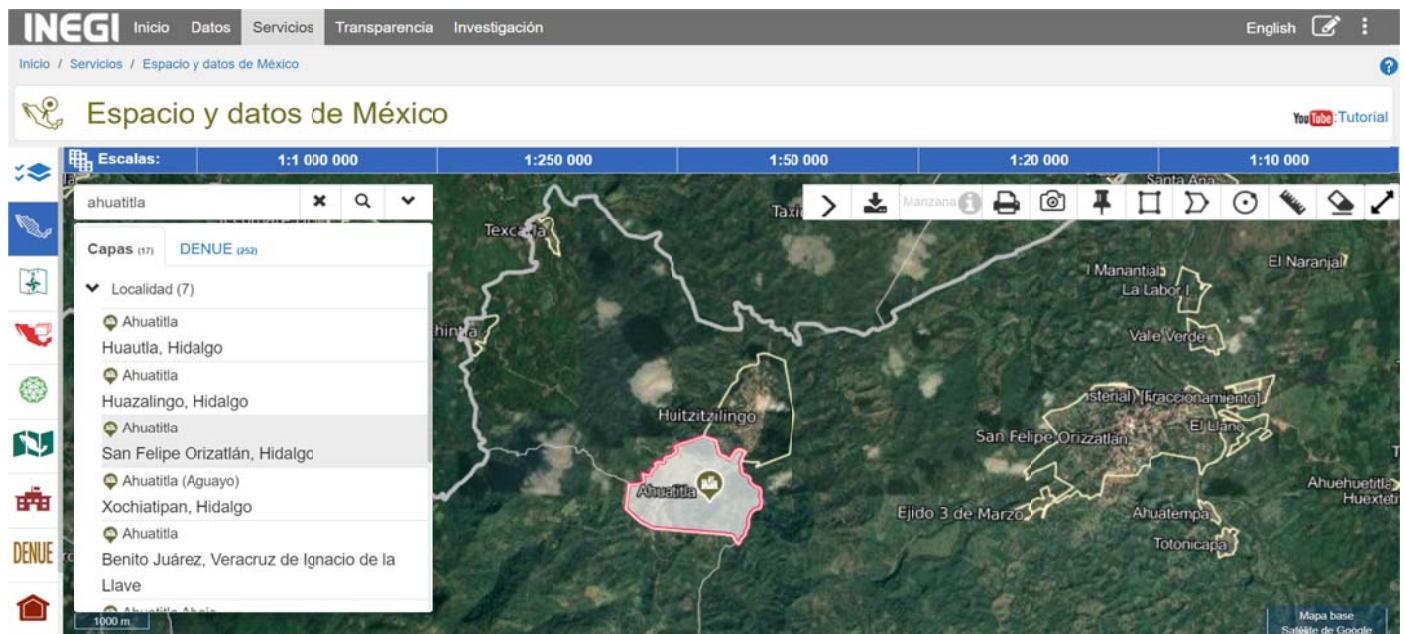 INEGI Inicio Datos Servicios Transparencia Investigación English
Inicio / Servicios / Espacio y datos de México
?
Espacio y datos de México
YouTube:Tutorial
Escalas: 1:1 000 000 1:250 000 1:50 000 1:20 000 1:10 000
Santa Ana
ahuatitla
Manzana
Capas (17) DENUE (252)
Localidad (7)
Ahuatitla
Huautla, Hidalgo
Ahuatitla
Huazalingo, Hidalgo
Ahuatitla
San Felipe Orizatlán, Hidalgo
Ahuatitla (Aguayo)
Xochiatipan, Hidalgo
Ahuatitla
Benito Juárez, Veracruz de Ignacio de la
Llave
Ahuatitla Abajo
DENUE
El Naranjal
La Labor
Valle Verde
[Fraccionamiento]
El Llano
Huitzitzilingo
San Felipe Orizatlán
Ahuatitla
Ejido 3 de Marzo
Ahuatempa
Totonicapa
Ahuehuetitla
1000 m
Mapa base
Satélite de Google